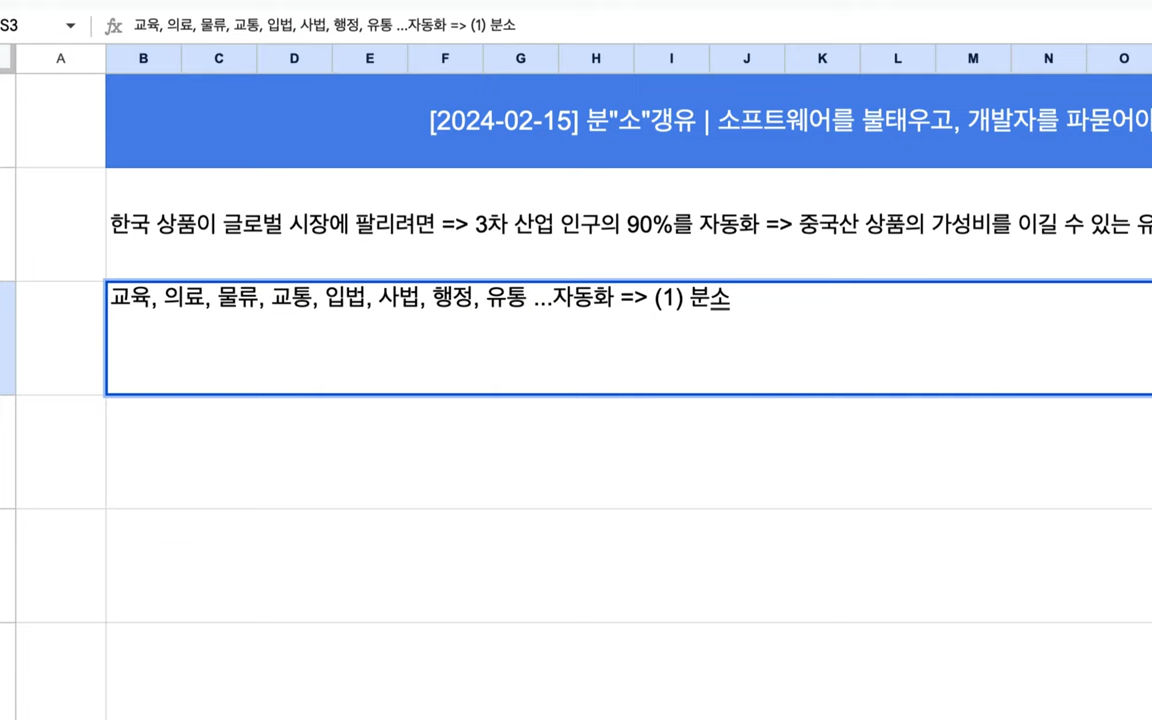 S3 fx 교육, 의료, 물류, 교통, 입법, 사법, 행정, 유통 ...자동화 => (1) 분소
A B C D E F G H I J K L M N O
[2024-02-15] 분"소"갱유 | 소프트웨어를 불태우고, 개발자를 파묻어야
한국 상품이 글로벌 시장에 팔리려면 => 3차 산업 인구의 90%를 자동화 => 중국산 상품의 가성비를 이길 수 있는 유
교육, 의료, 물류, 교통, 입법, 사법, 행정, 유통 ...자동화 => (1) 분소